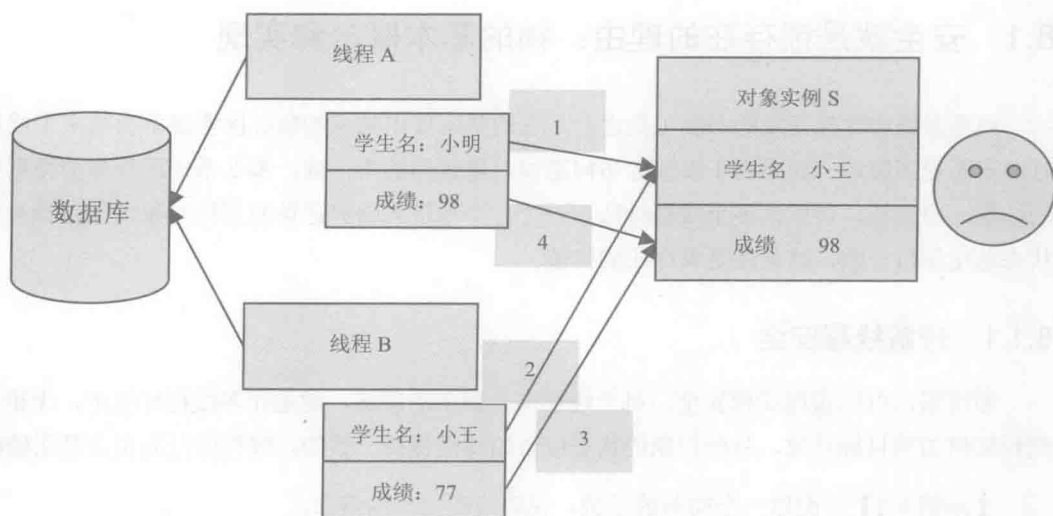 线程 A
学生名：小明
成绩：98
数据库
线程 B
学生名：小王
成绩：77
1
4
2
3
对象实例 S
学生名 小王
成绩 98